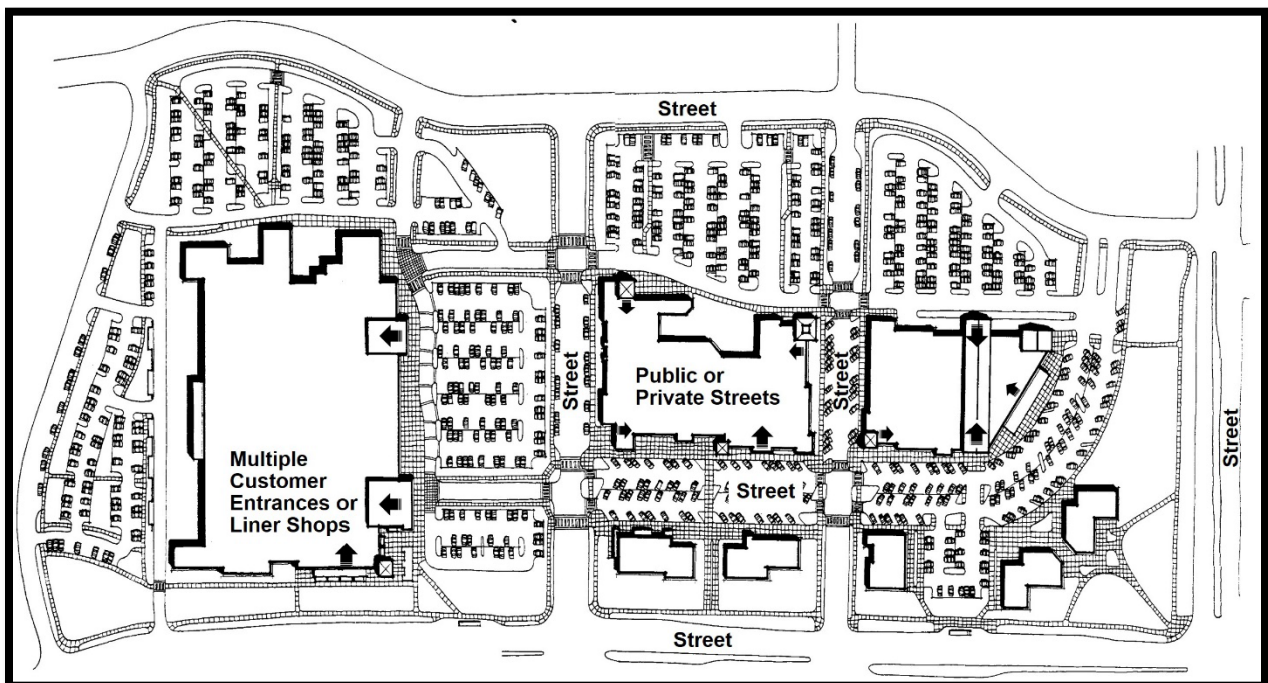 Street
Street
Public or
Private Streets
Street
Street
Multiple
Customer
Entrances or
Liner Shops
Street
Street